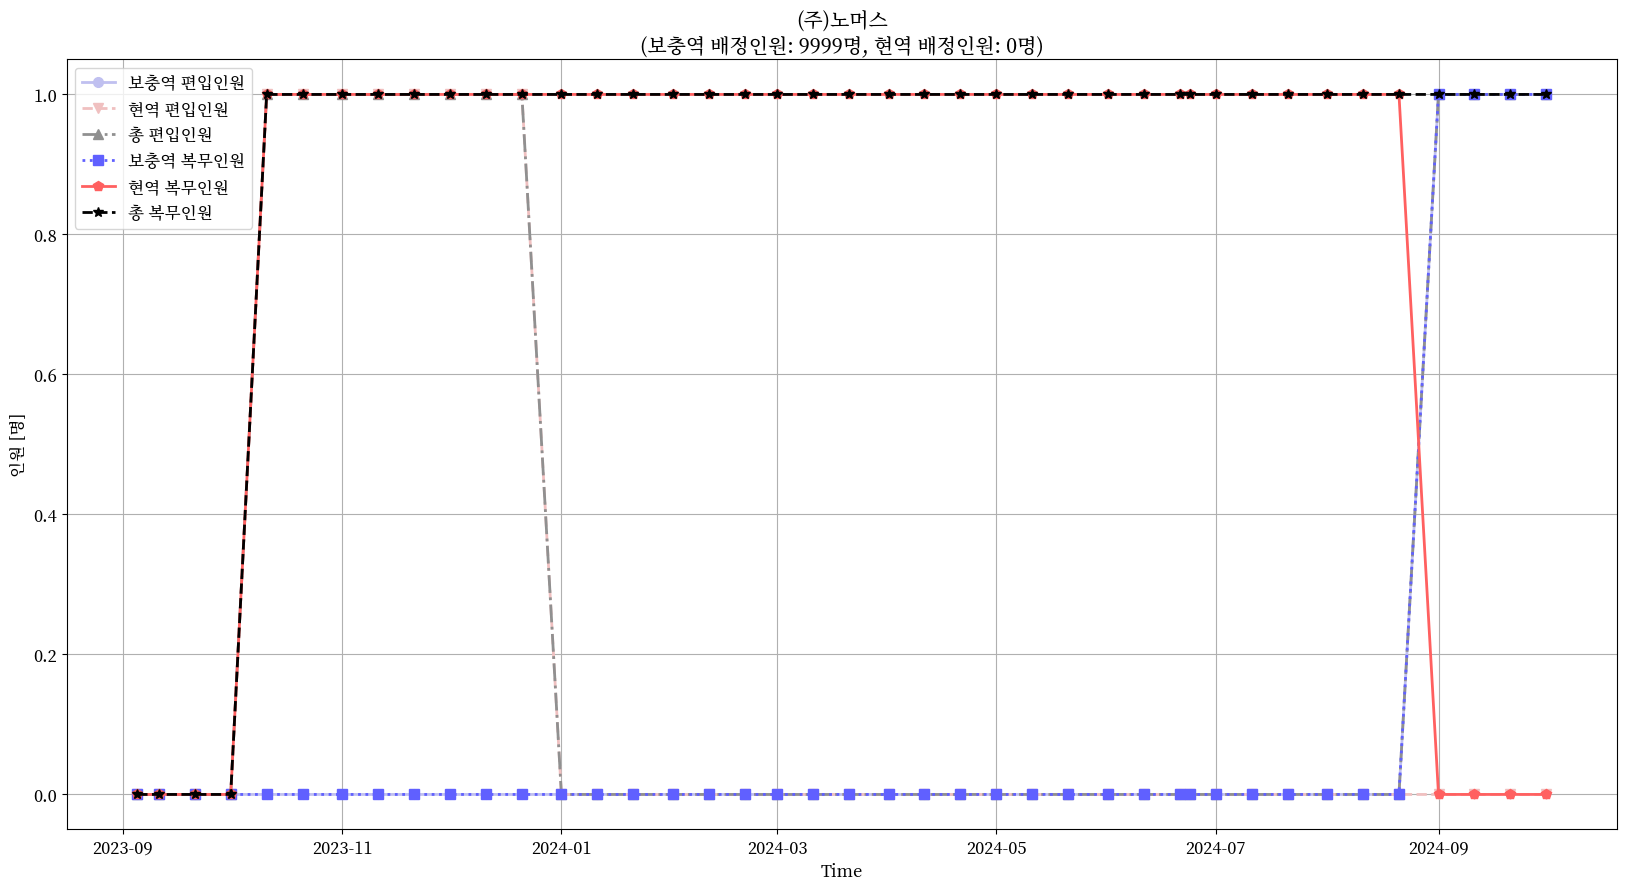 (주)노머스
(보충역 배정인원: 9999명, 현역 배정인원: 0명)
보충역 편입인원
현역 편입인원
총 편입인원
보충역 복무인원
현역 복무인원
총 복무인원
1.0
0.8
0.6
0.4
0.2
0.0
인원 [명]
2023-09
2023-11
2024-01
2024-03
2024-05
2024-07
2024-09
Time